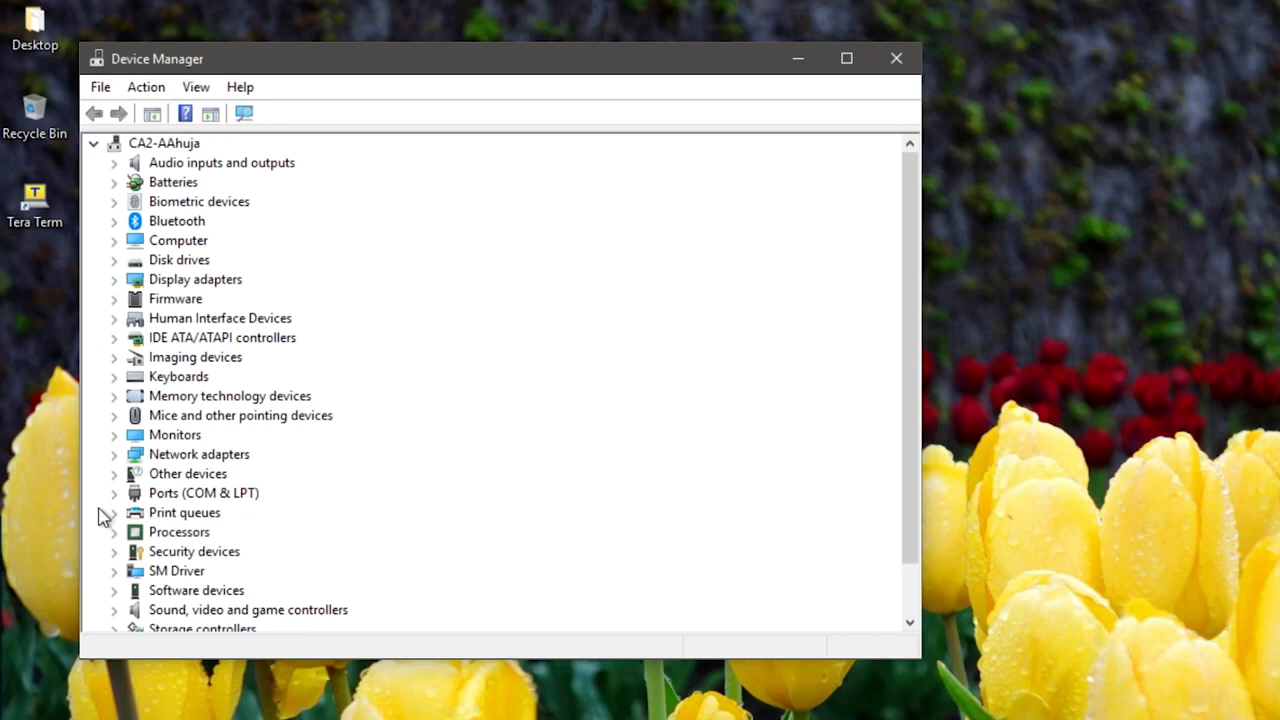 Desktop
Recycle Bin
T
Tera Term
Device Manager
File Action View Help
CA2-AAhuja
Audio inputs and outputs
Batteries
Biometric devices
Bluetooth
Computer
Disk drives
Display adapters
Firmware
Human Interface Devices
IDE ATA/ATAPI controllers
Imaging devices
Keyboards
Memory technology devices
Mice and other pointing devices
Monitors
Network adapters
Other devices
Ports (COM & LPT)
Print queues
Processors
Security devices
SM Driver
Software devices
Sound, video and game controllers
Storage controllers